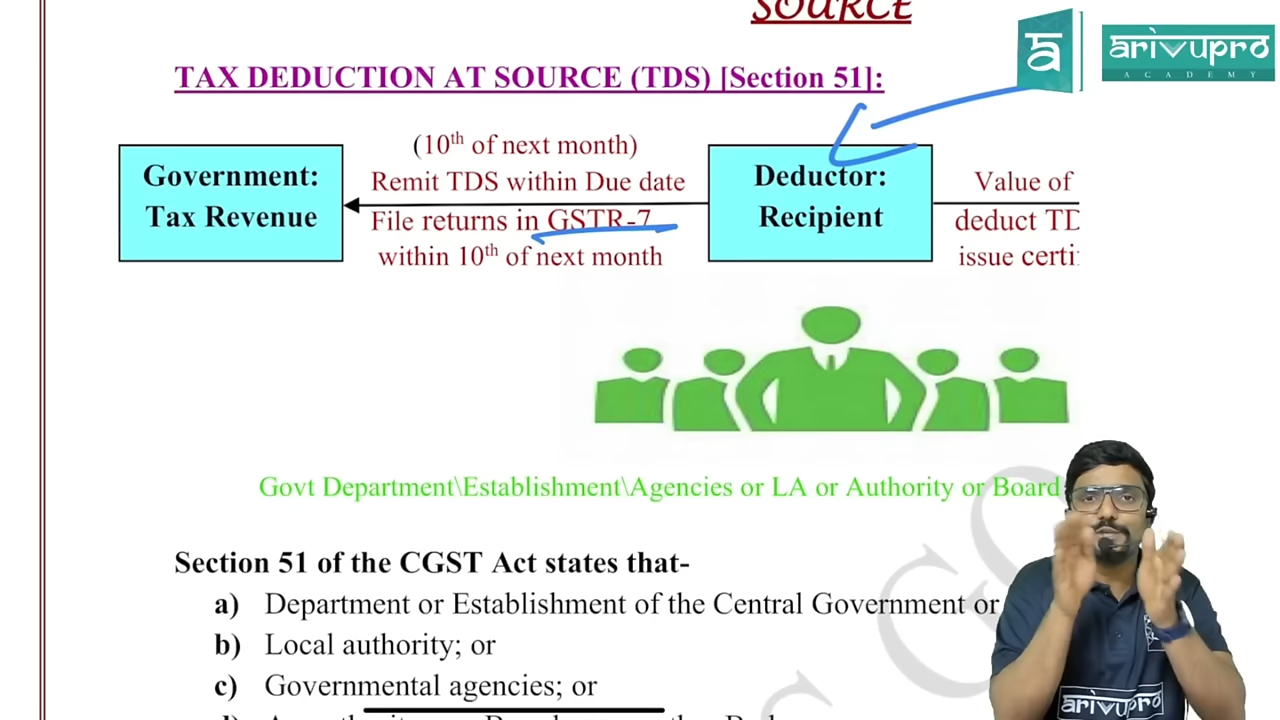 SOURCE
a arivupro
ACADEMY
TAX DEDUCTION AT SOURCE (TDS) [Section 51]:
Government:
Tax Revenue
(10th of next month)
Remit TDS within Due date
File returns in GSTR-7
within 10th of next month
Deductor:
Recipient
Value of
deduct TD
issue certi
Govt Department\Establishment\Agencies or LA or Authority or Board
Section 51 of the CGST Act states that-
a) Department or Establishment of the Central Government or
b) Local authority; or
c) Governmental agencies; or
arivupro